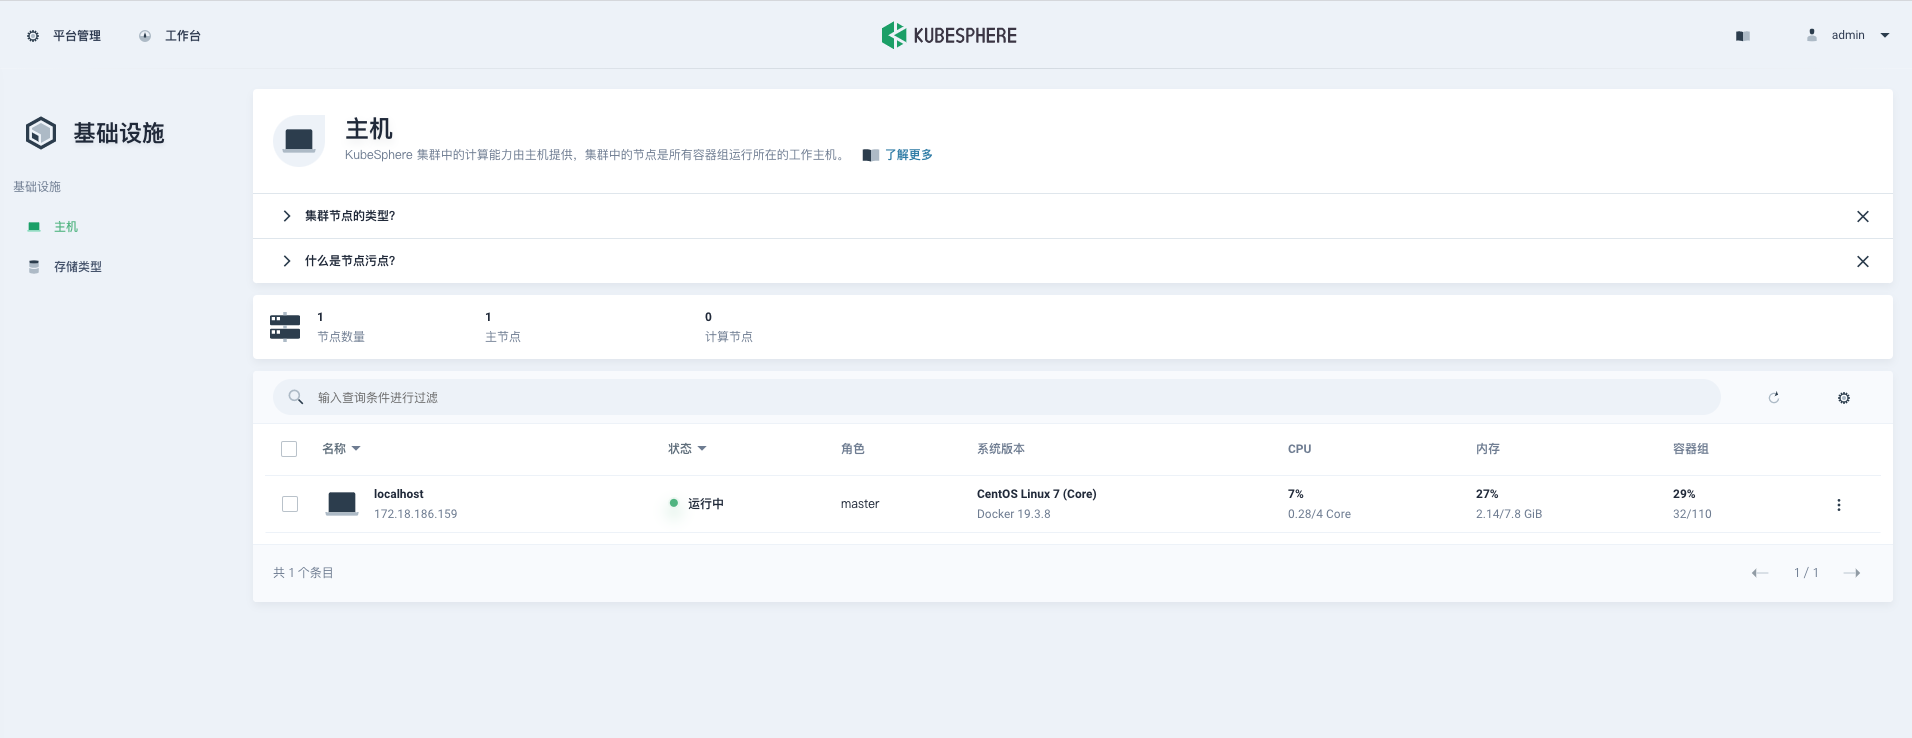 平台管理
工作台
KUBESPHERE
admin
基础设施
基础设施
主机
存储类型
主机
KubeSphere 集群中的计算能力由主机提供，集群中的节点是所有容器组运行所在的工作主机。
了解更多
集群节点的类型?
什么是节点污点?
1
节点数量
1
主节点
0
计算节点
输入查询条件进行过滤
名称 状态 角色 系统版本 CPU 内存 容器组
localhost
172.18.186.159
运行中
master
CentOS Linux 7 (Core)
Docker 19.3.8
7%
0.28/4 Core
27%
2.14/7.8 GiB
29%
32/110
共 1 个条目
1 / 1